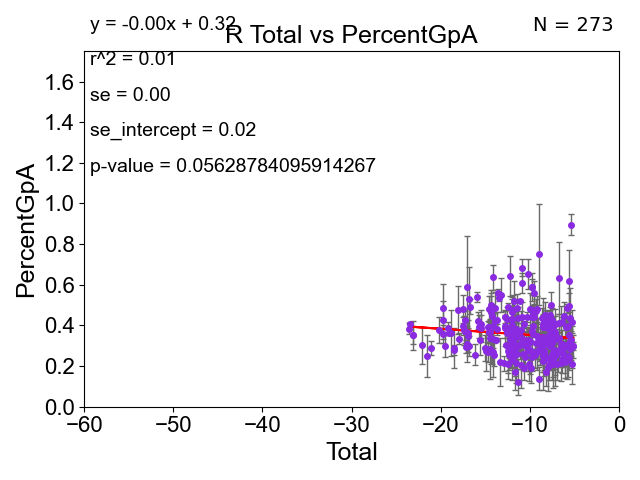 y = -0.00x + 0.32
R Total vs PercentGpA
N = 273
r^2 = 0.01
se = 0.00
se_intercept = 0.02
p-value = 0.05628784095914267
PercentGpA
1.6
1.4
1.2
1.0
0.8
0.6
0.4
0.2
0.0
−60 −50 −40 −30 −20 −10 0
Total